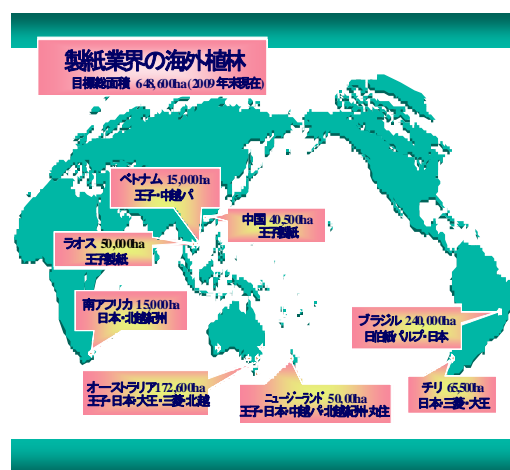 製紙業界の海外植林
目標総面積 648,600ha (2009年末現在)
ベトナム 15,000ha
王子・中越パ
中国 40,500ha
王子製紙
ラオス 50,000ha
王子製紙
南アフリカ 15,000ha
日本・北越紀州
ブラジル 240,000ha
日伯紙パルプ・日本
オーストラリア172,600ha
王子・日本・大王・三菱・北越
ニュージーランド 50,00ha
王子・日本・中越パ・北越紀州・丸住
チリ 65,500ha
日本・三菱・大王